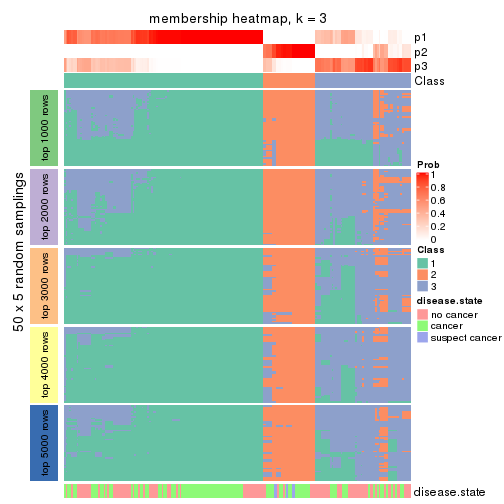 membership heatmap, k = 3
p1
p2
p3
Class
50 x 5 random samplings
top 1000 rows
top 2000 rows
top 3000 rows
top 4000 rows
top 5000 rows
Prob
1
0.8
0.6
0.4
0.2
0
Class
1
2
3
disease.state
no cancer
cancer
suspect cancer
disease.state